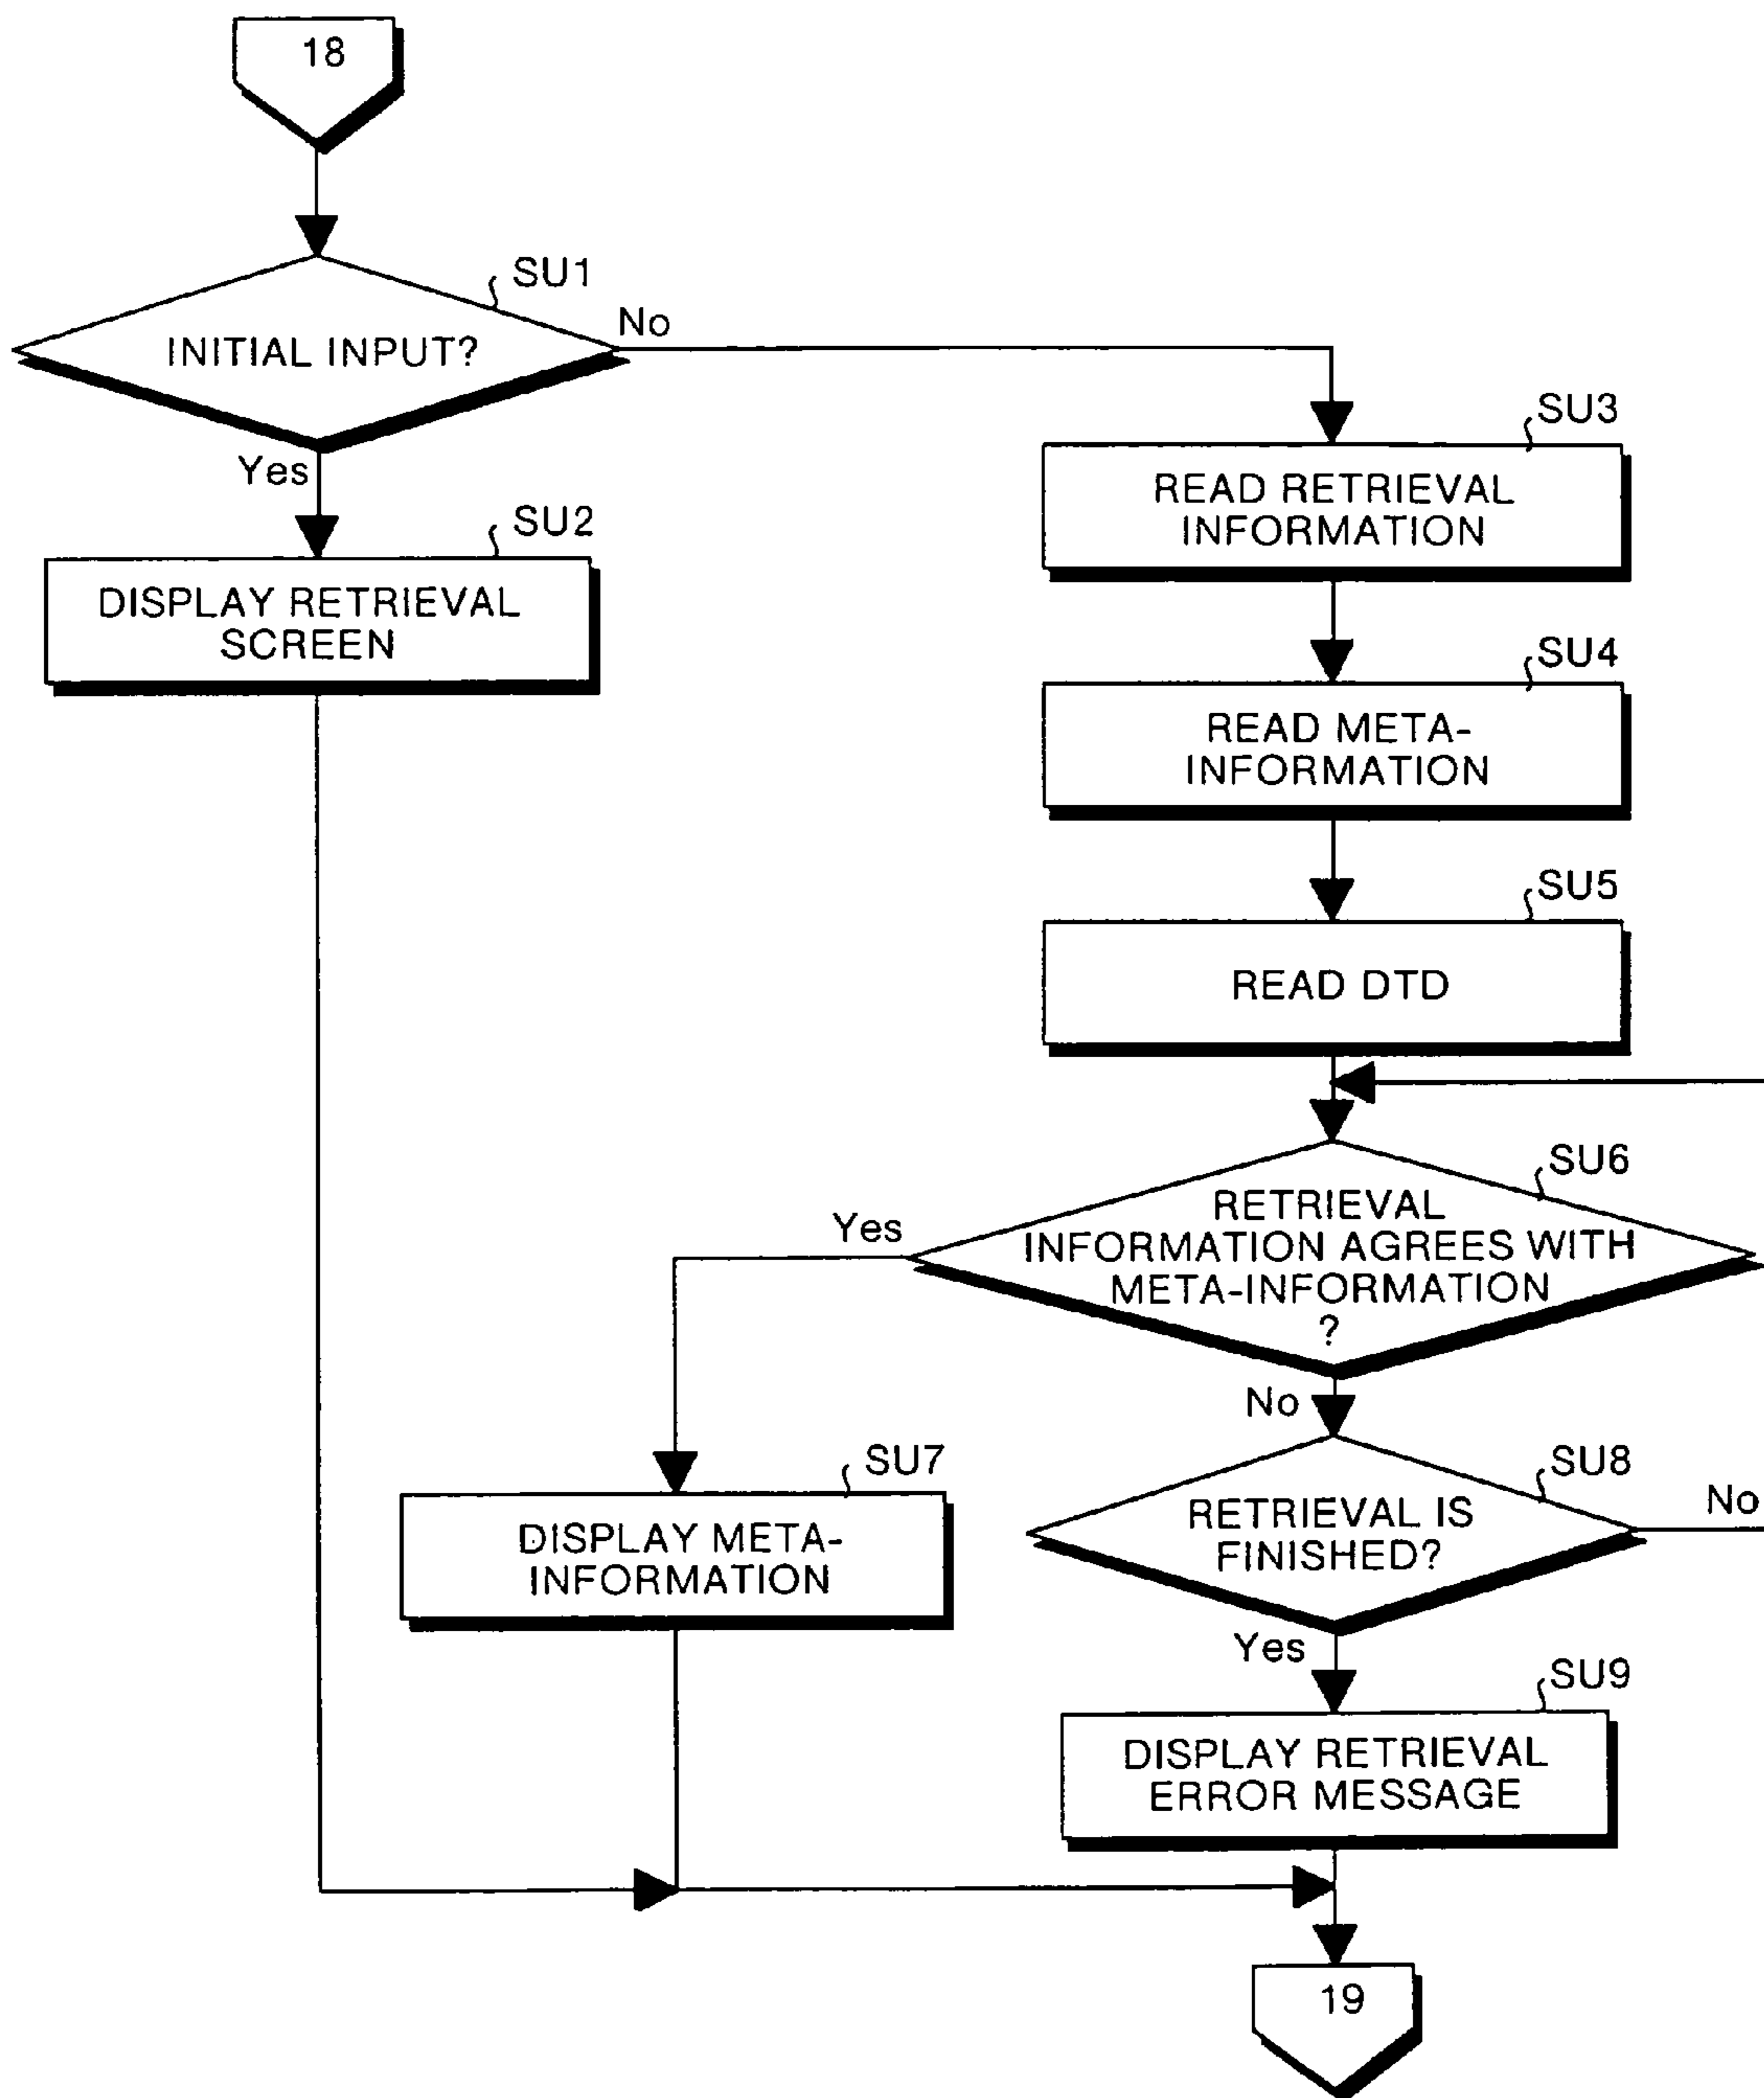 18
SU1
INITIAL INPUT?
No
Yes
SU2
DISPLAY RETRIEVAL
SCREEN
SU3
READ RETRIEVAL
INFORMATION
SU4
READ META-
INFORMATION
SU5
READ DTD
SU6
RETRIEVAL
INFORMATION AGREES WITH
META-INFORMATION
?
Yes
No
SU7
DISPLAY META-
INFORMATION
SU8
RETRIEVAL IS
FINISHED?
No
Yes
SU9
DISPLAY RETRIEVAL
ERROR MESSAGE
19